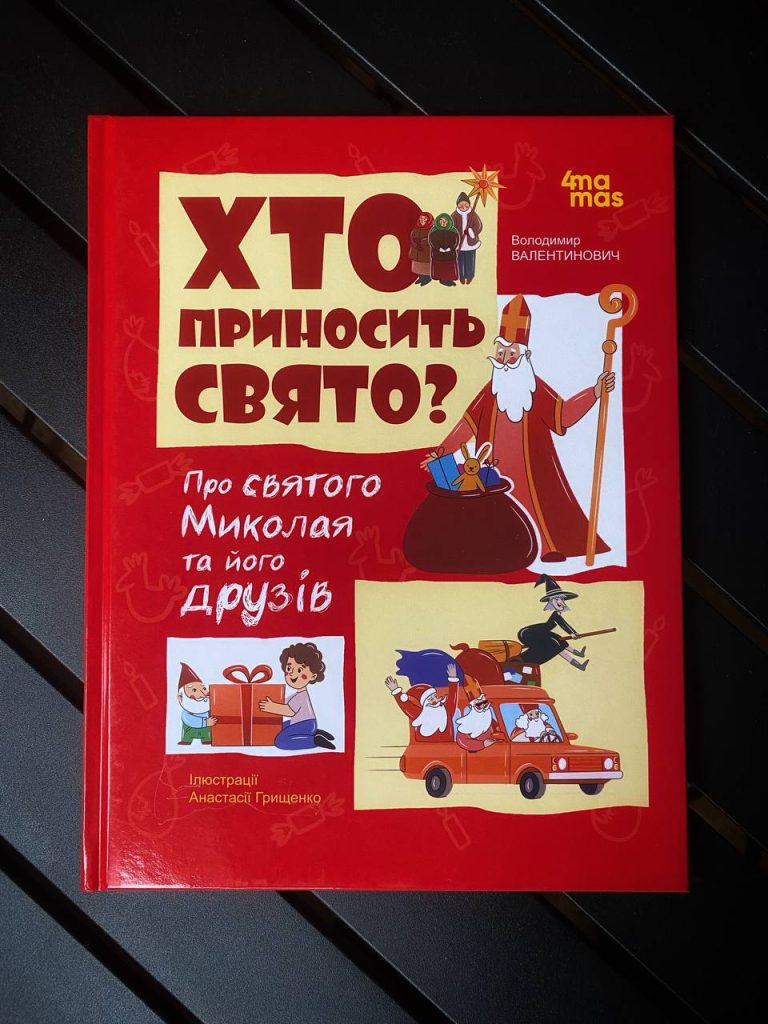 ХТО
ПРИНОСИТЬ
СВЯТО?
4ma
mas
Володимир
ВАЛЕНТИНОВИЧ
Про святого
Миколая
та його
друзів
Ілюстрації
Анастасії Грищенко